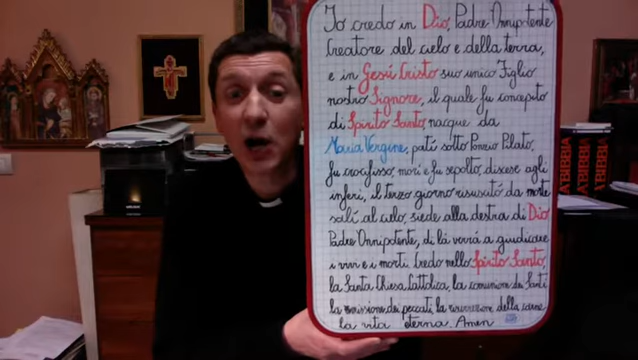 Io credo in Dio, Padre Onnipotente
Creatore del cielo e della terra,
e in Gesù Cristo suo unico Figlio
nostro Signore, il quale fu concepito
di Spirito Santo, nacque da
Maria Vergine, patì sotto Ponzio Pilato,
fu crocifisso, morì e fu sepolto, discese agli
inferi, il terzo giorno risuscitò da morte
salì al cielo, siede alla destra di Dio
Padre Onnipotente, di là verrà a giudicare
i vivi e i morti. Credo nello Spirito Santo,
la Santa Chiesa Cattolica, la comunione dei Santi
la remissione dei peccati, la risurrezione della carne
la vita eterna. Amen
LA BIBBIA
LA BIBBIA